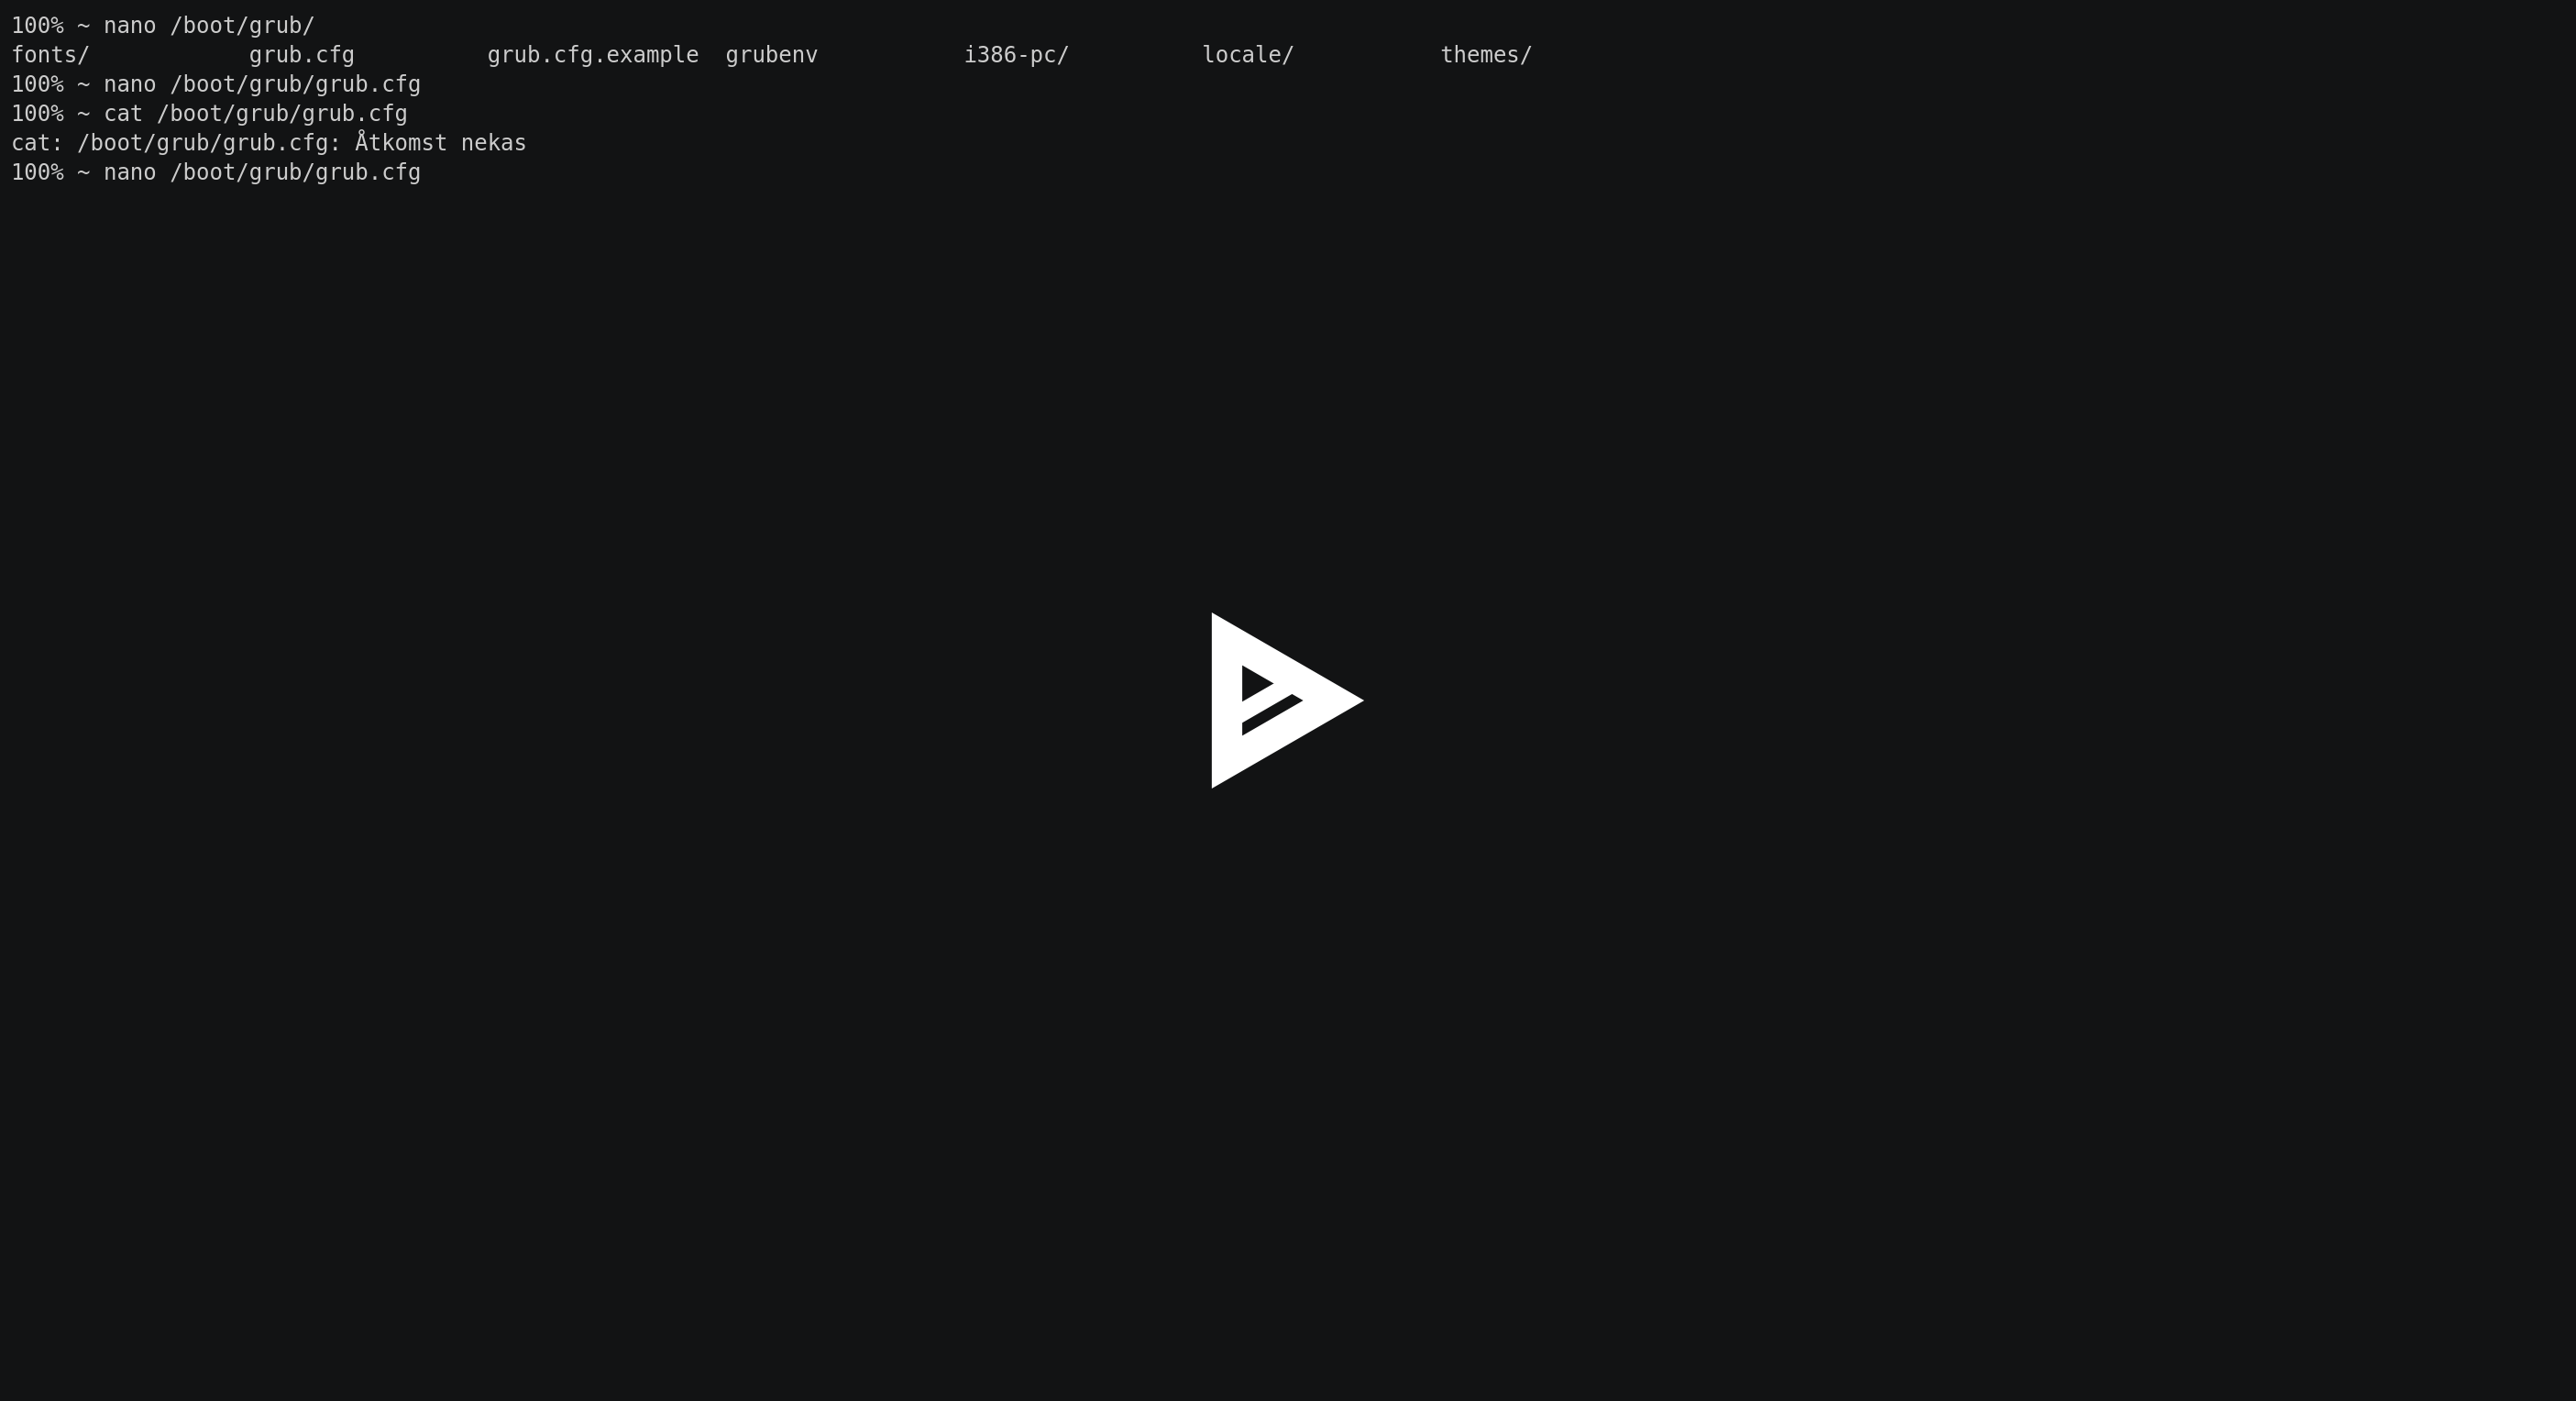 100% ~ nano /boot/grub/
fonts/            grub.cfg          grub.cfg.example  grubenv           i386-pc/          locale/           themes/
100% ~ nano /boot/grub/grub.cfg
100% ~ cat /boot/grub/grub.cfg
cat: /boot/grub/grub.cfg: Åtkomst nekas
100% ~ nano /boot/grub/grub.cfg